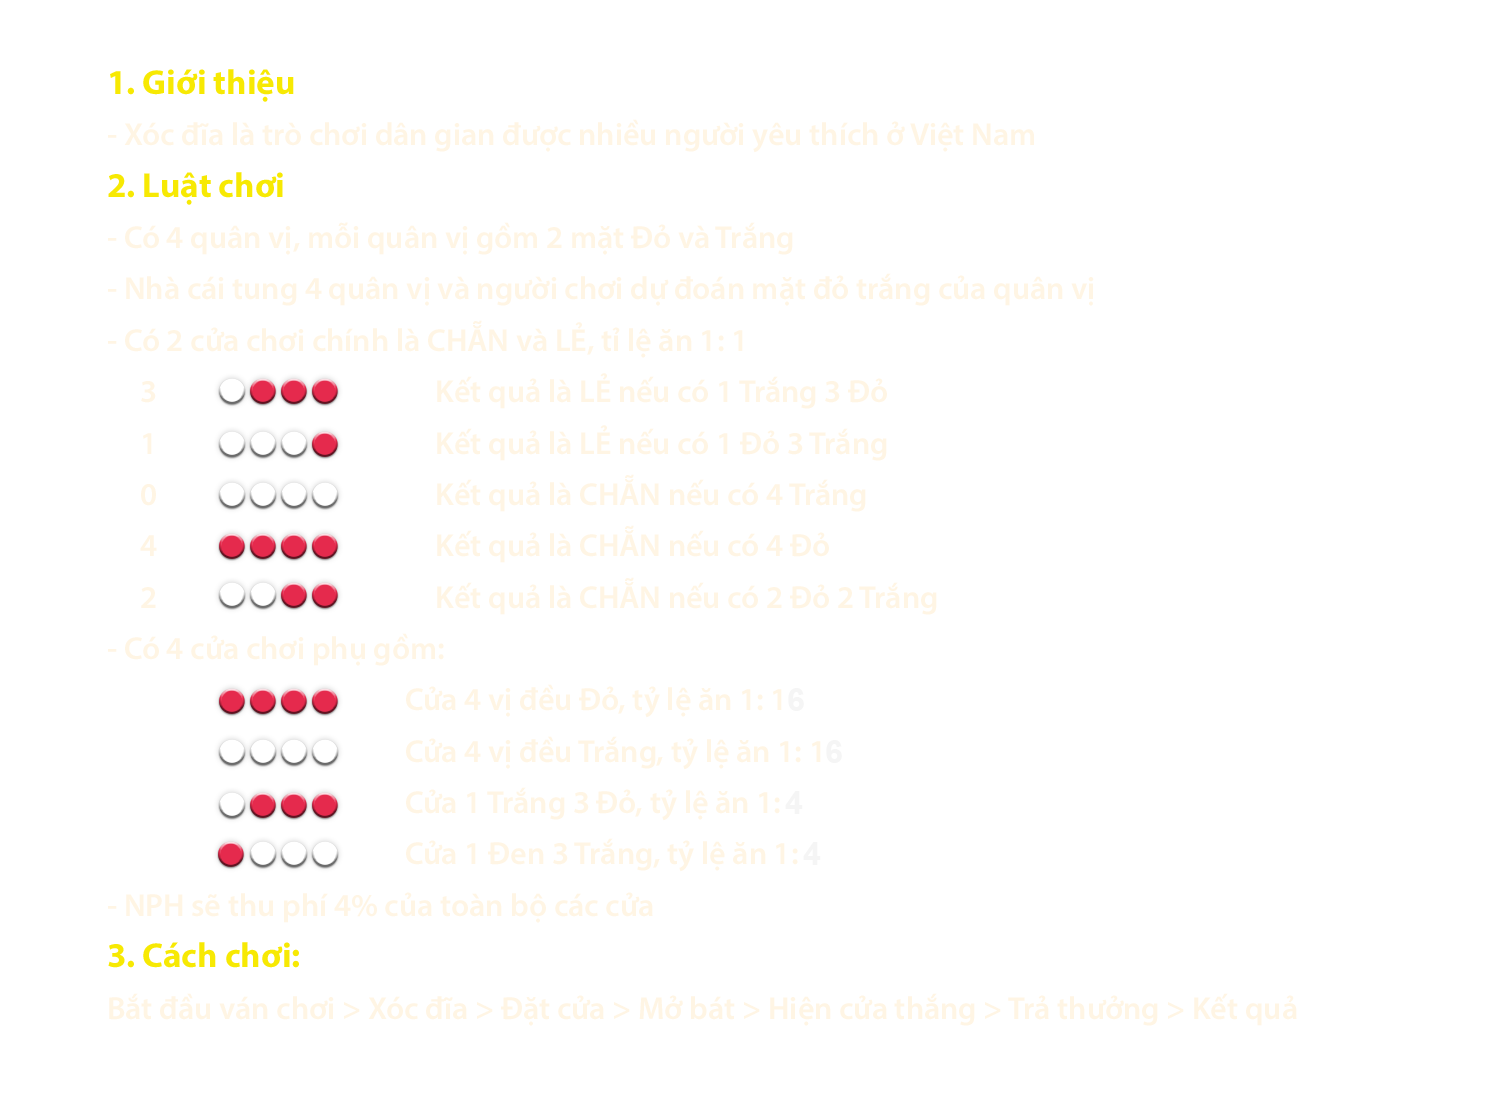 1. Giới thiệu
- Xóc đĩa là trò chơi dân gian được nhiều người yêu thích ở Việt Nam
2. Luật chơi
- Có 4 quân vị, mỗi quân vị gồm 2 mặt Đỏ và Trắng
- Nhà cái tung 4 quân vị và người chơi dự đoán mặt đỏ trắng của quân vị
- Có 2 cửa chơi chính là CHẴN và LẺ, tỉ lệ ăn 1: 1
3 Kết quả là LẺ nếu có 1 Trắng 3 Đỏ
1 Kết quả là LẺ nếu có 1 Đỏ 3 Trắng
0 Kết quả là CHẴN nếu có 4 Trắng
4 Kết quả là CHẴN nếu có 4 Đỏ
2 Kết quả là CHẴN nếu có 2 Đỏ 2 Trắng
- Có 4 cửa chơi phụ gồm:
Cửa 4 vị đều Đỏ, tỷ lệ ăn 1: 16
Cửa 4 vị đều Trắng, tỷ lệ ăn 1: 16
Cửa 1 Trắng 3 Đỏ, tỷ lệ ăn 1: 4
Cửa 1 Đen 3 Trắng, tỷ lệ ăn 1: 4
- NPH sẽ thu phí 4% của toàn bộ các cửa
3. Cách chơi:
Bắt đầu ván chơi > Xóc đĩa > Đặt cửa > Mở bát > Hiện cửa thắng > Trả thưởng > Kết quả